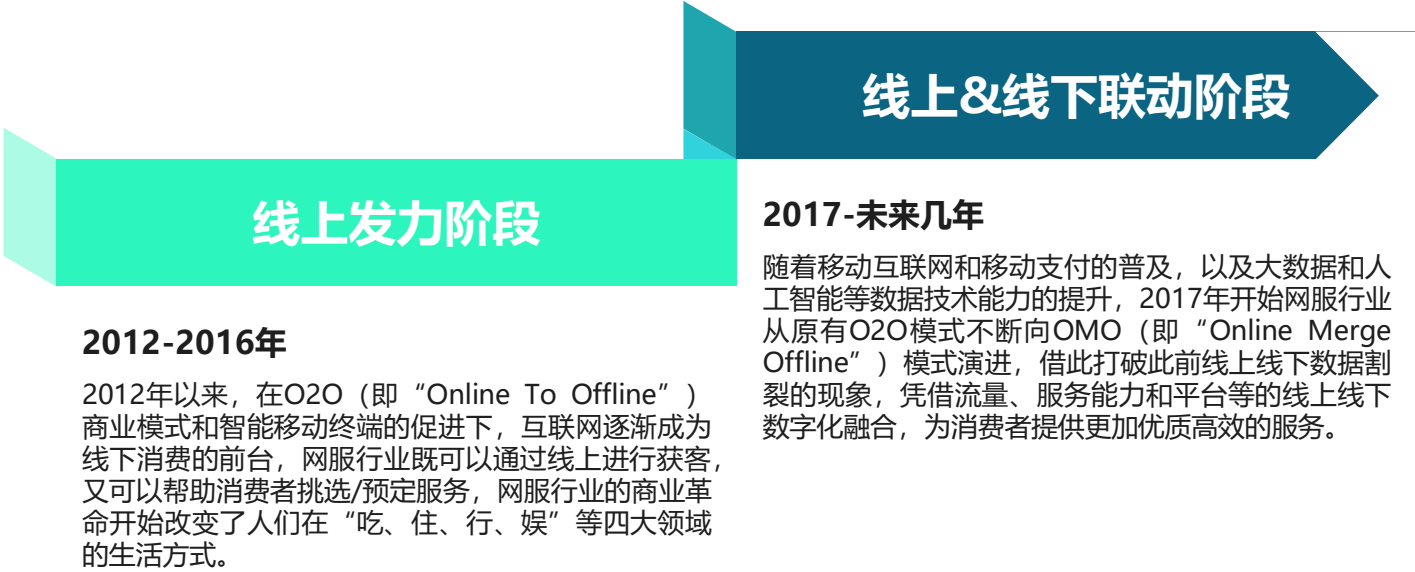 线上发力阶段
2012-2016年
2012年以来，在O2O（即“Online To Offline”）
商业模式和智能移动终端的促进下，互联网逐渐成为
线下消费的前台，网服行业既可以通过线上进行获客，
又可以帮助消费者挑选/预定服务，网服行业的商业革
命开始改变了人们在“吃、住、行、娱”等四大领域
的生活方式。
线上&线下联动阶段
2017-未来几年
随着移动互联网和移动支付的普及，以及大数据和人
工智能等数据技术能力的提升，2017年开始网服行业
从原有O2O模式不断向OMO（即“Online Merge
Offline”）模式演进，借此打破此前线上线下数据割
裂的现象，凭借流量、服务能力和平台等的线上线下
数字化融合，为消费者提供更加优质高效的服务。